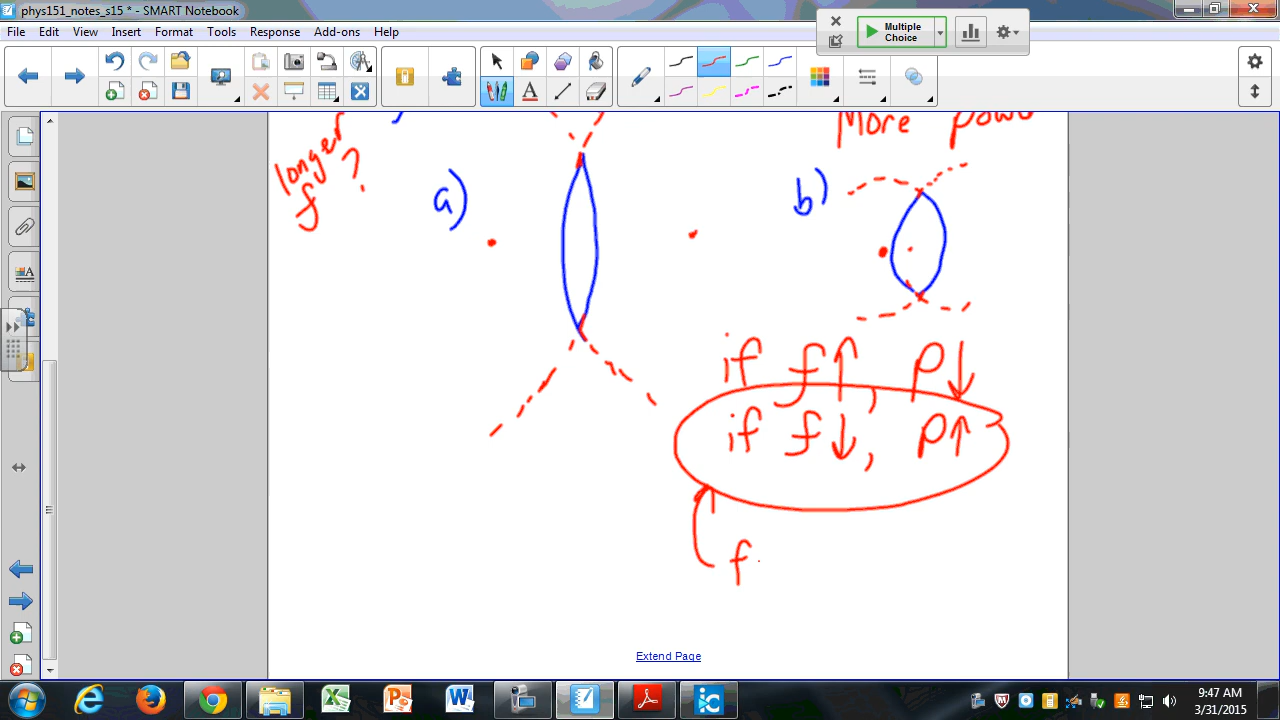 phys151_notes_s15 * - SMART Notebook
File Edit View Insert Format Tools Response Add-ons Help
Multiple Choice
More
longer
f ?
a)
b)
if f↑, P↓
if f↓, P↑
f
Extend Page
9:47 AM
3/31/2015